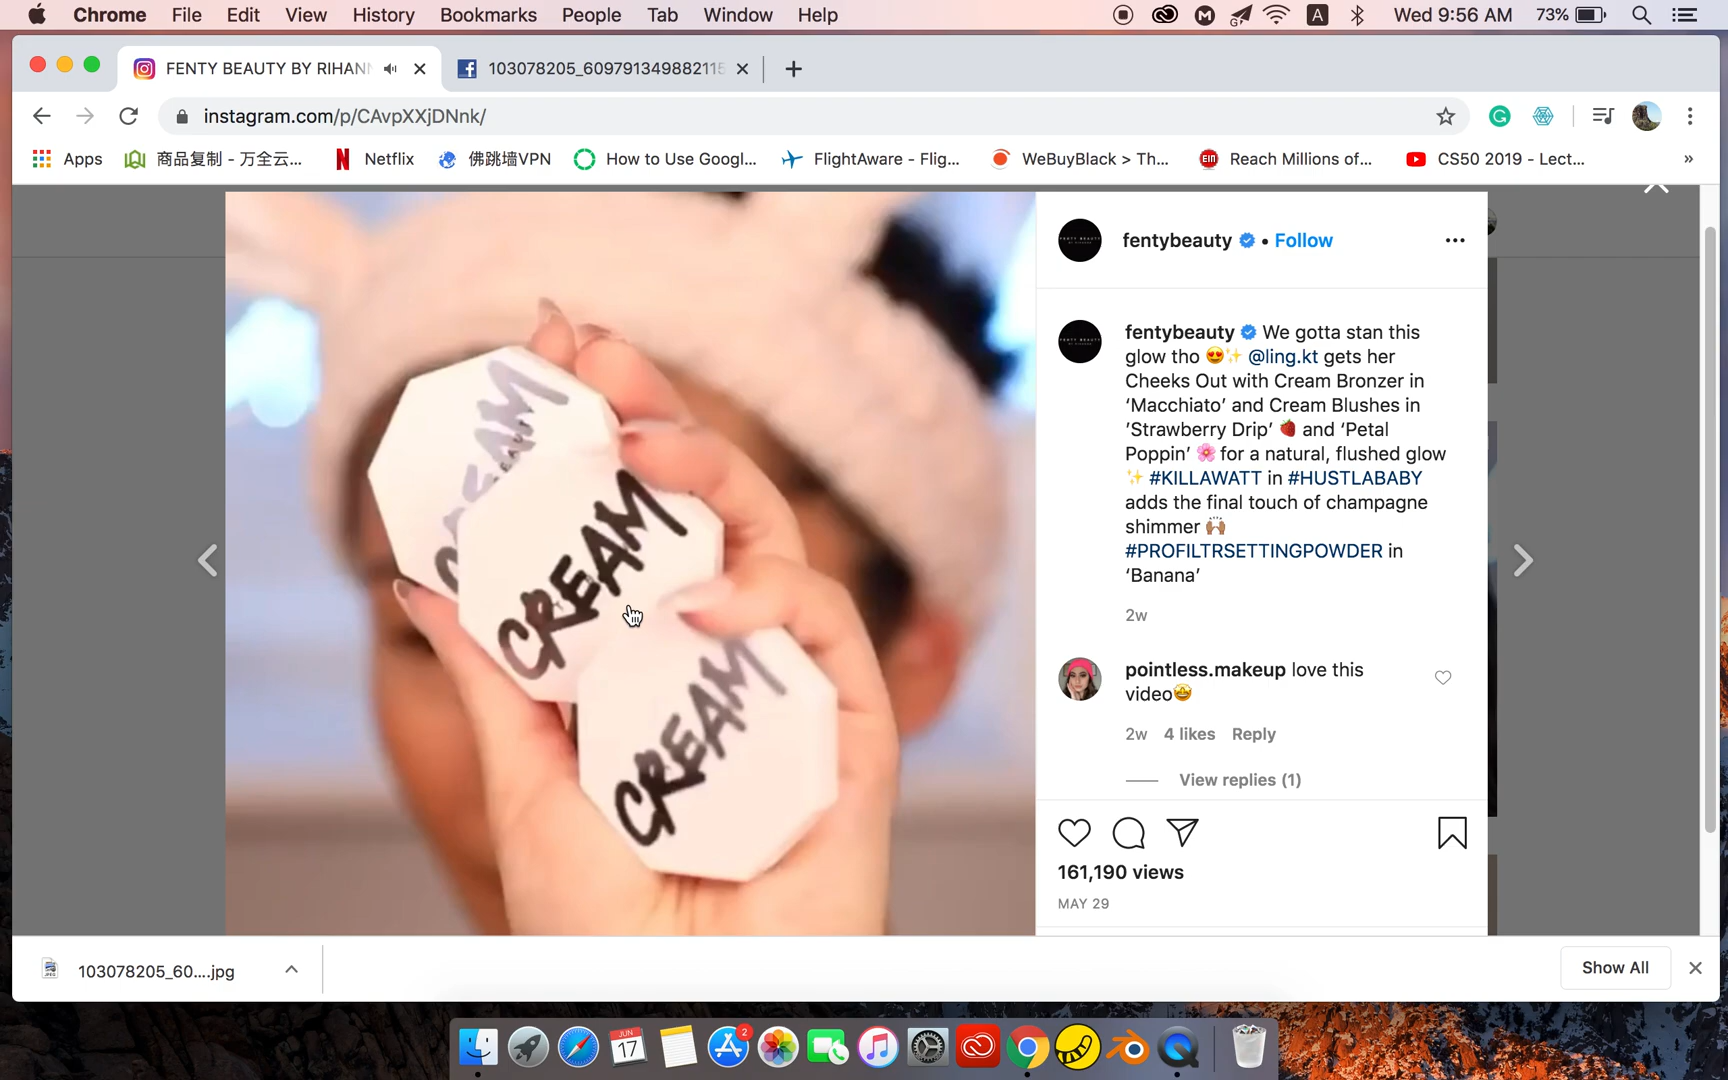 Chrome File Edit View History Bookmarks People Tab Window Help
A Wed 9:56 AM 73%
FENTY BEAUTY BY RIHANN
103078205_609791349882115
instagram.com/p/CAvpXXjDNnk/
Apps 商品复制 - 万全云... Netflix 佛跳墙VPN How to Use Googl... FlightAware - Flig... WeBuyBlack > Th... EIN Reach Millions of... CS50 2019 - Lect... »
fentybeauty • Follow
fentybeauty We gotta stan this
glow tho 😍✨ @ling.kt gets her
Cheeks Out with Cream Bronzer in
‘Macchiato’ and Cream Blushes in
’Strawberry Drip’ 🍓 and ‘Petal
Poppin’ 🌸 for a natural, flushed glow
✨ #KILLAWATT in #HUSTLABABY
adds the final touch of champagne
shimmer 🙌🏽
#PROFILTRSETTINGPOWDER in
‘Banana’
2w
pointless.makeup love this
video🤩
2w 4 likes Reply
View replies (1)
161,190 views
MAY 29
CREAM
CREAM
CREAM
103078205_60....jpg
Show All
JUN
17
2